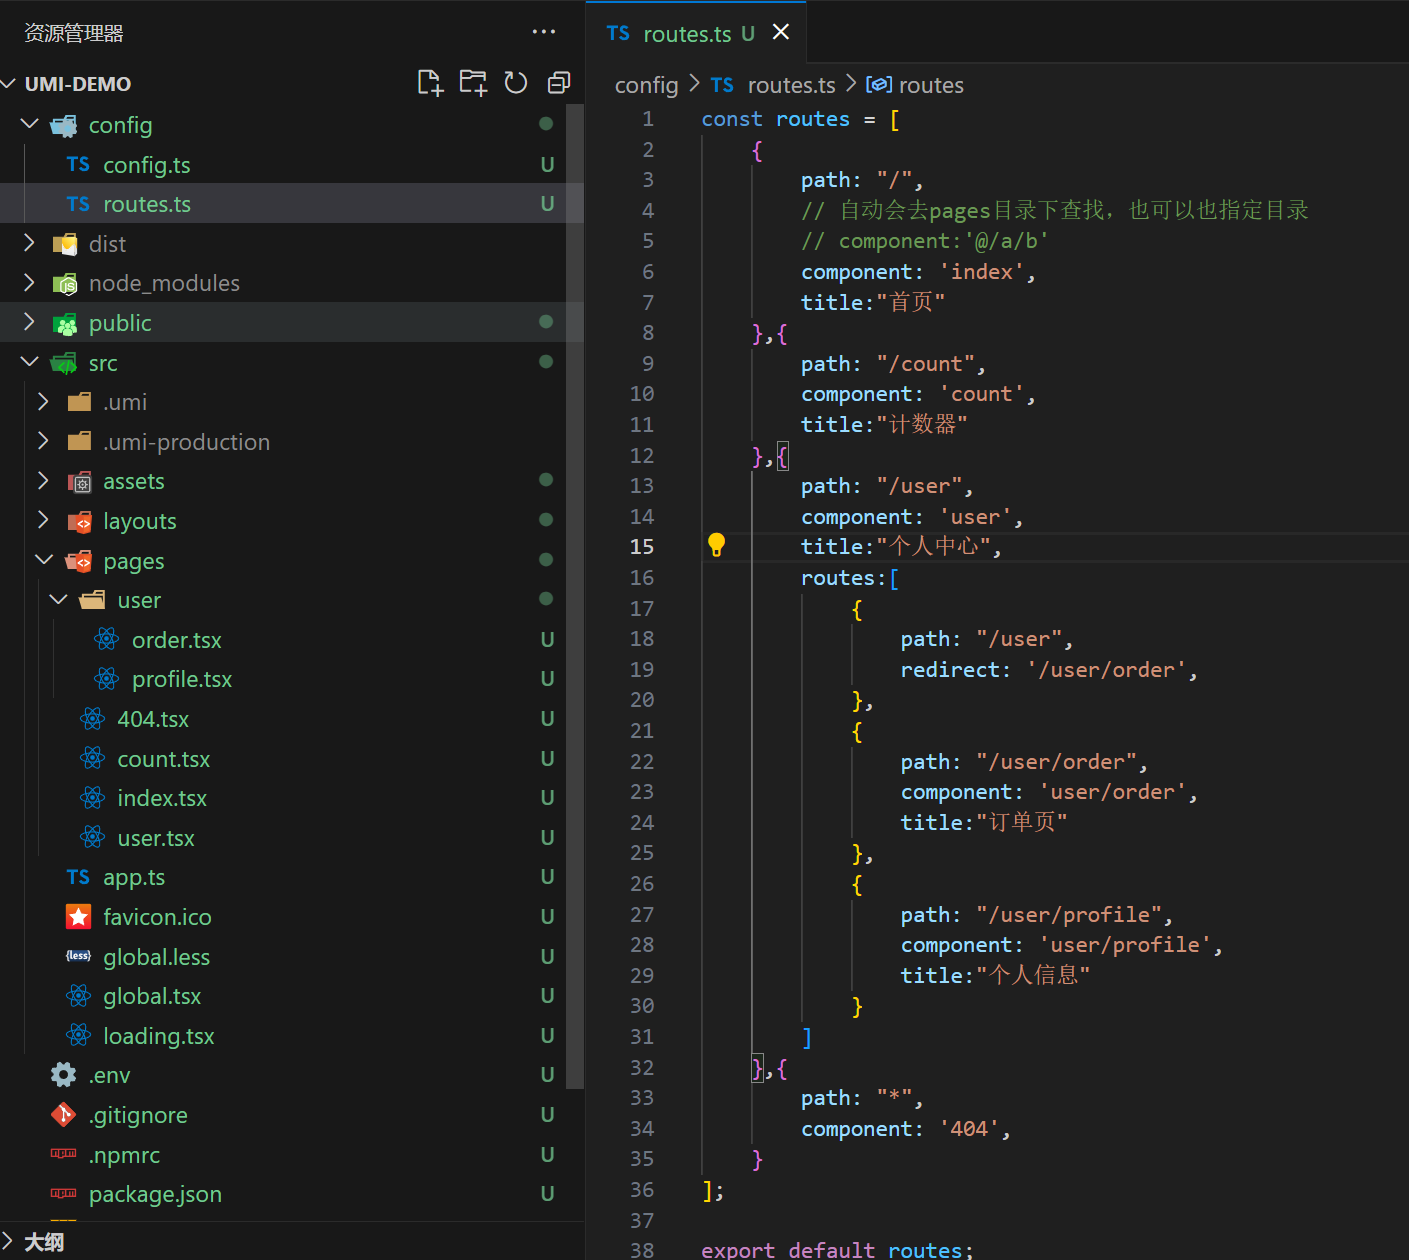 资源管理器
UMI-DEMO
config
TS config.ts U
TS routes.ts U
dist
node_modules
public
src
.umi
.umi-production
assets
layouts
pages
user
order.tsx U
profile.tsx U
404.tsx U
count.tsx U
index.tsx U
user.tsx U
TS app.ts U
favicon.ico U
{less} global.less U
global.tsx U
loading.tsx U
.env U
.gitignore U
.npmrc U
package.json U
大纲
TS routes.ts U
config > TS routes.ts > routes
1 const routes = [
2 {
3 path: "/",
4 // 自动会去pages目录下查找，也可以也指定目录
5 // component:'@/a/b'
6 component: 'index',
7 title:"首页"
8 },{
9 path: "/count",
10 component: 'count',
11 title:"计数器"
12 },{
13 path: "/user",
14 component: 'user',
15 title:"个人中心",
16 routes:[
17 {
18 path: "/user",
19 redirect: '/user/order',
20 },
21 {
22 path: "/user/order",
23 component: 'user/order',
24 title:"订单页"
25 },
26 {
27 path: "/user/profile",
28 component: 'user/profile',
29 title:"个人信息"
30 }
31 ]
32 },{
33 path: "*",
34 component: '404',
35 }
36 ];
37
38 export default routes;